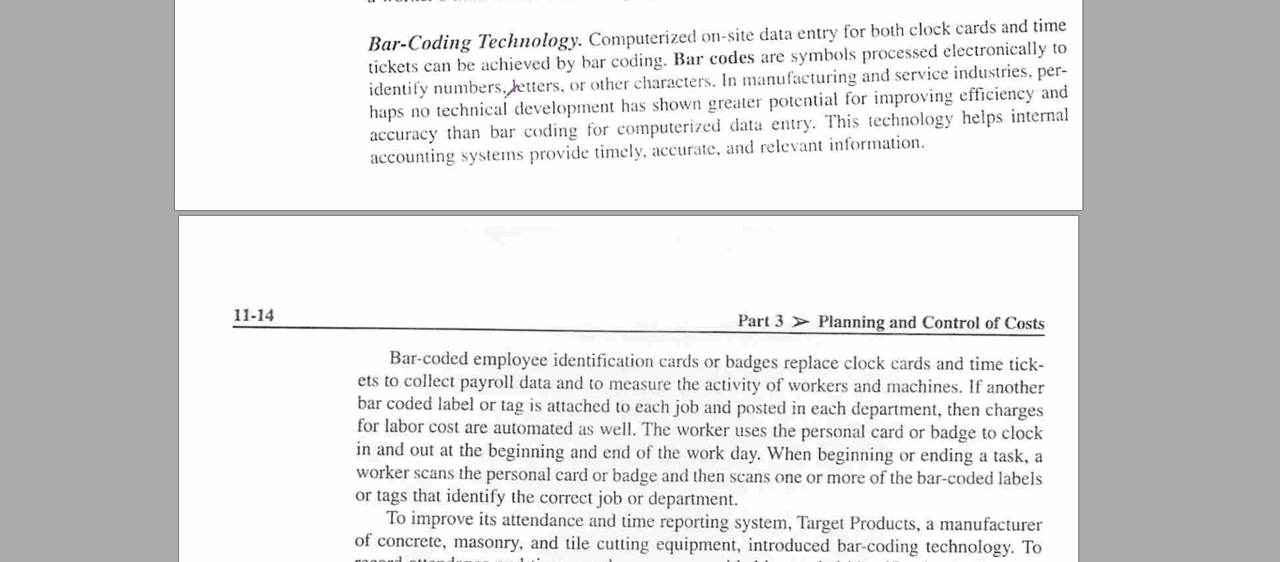 Bar-Coding Technology. Computerized on-site data entry for both clock cards and time
tickets can be achieved by bar coding. Bar codes are symbols processed electronically to
identify numbers, letters, or other characters. In manufacturing and service industries, per-
haps no technical development has shown greater potential for improving efficiency and
accuracy than bar coding for computerized data entry. This technology helps internal
accounting systems provide timely, accurate, and relevant information.
11-14
Part 3 ➢ Planning and Control of Costs
Bar-coded employee identification cards or badges replace clock cards and time tick-
ets to collect payroll data and to measure the activity of workers and machines. If another
bar coded label or tag is attached to each job and posted in each department, then charges
for labor cost are automated as well. The worker uses the personal card or badge to clock
in and out at the beginning and end of the work day. When beginning or ending a task, a
worker scans the personal card or badge and then scans one or more of the bar-coded labels
or tags that identify the correct job or department.
To improve its attendance and time reporting system, Target Products, a manufacturer
of concrete, masonry, and tile cutting equipment, introduced bar-coding technology. To